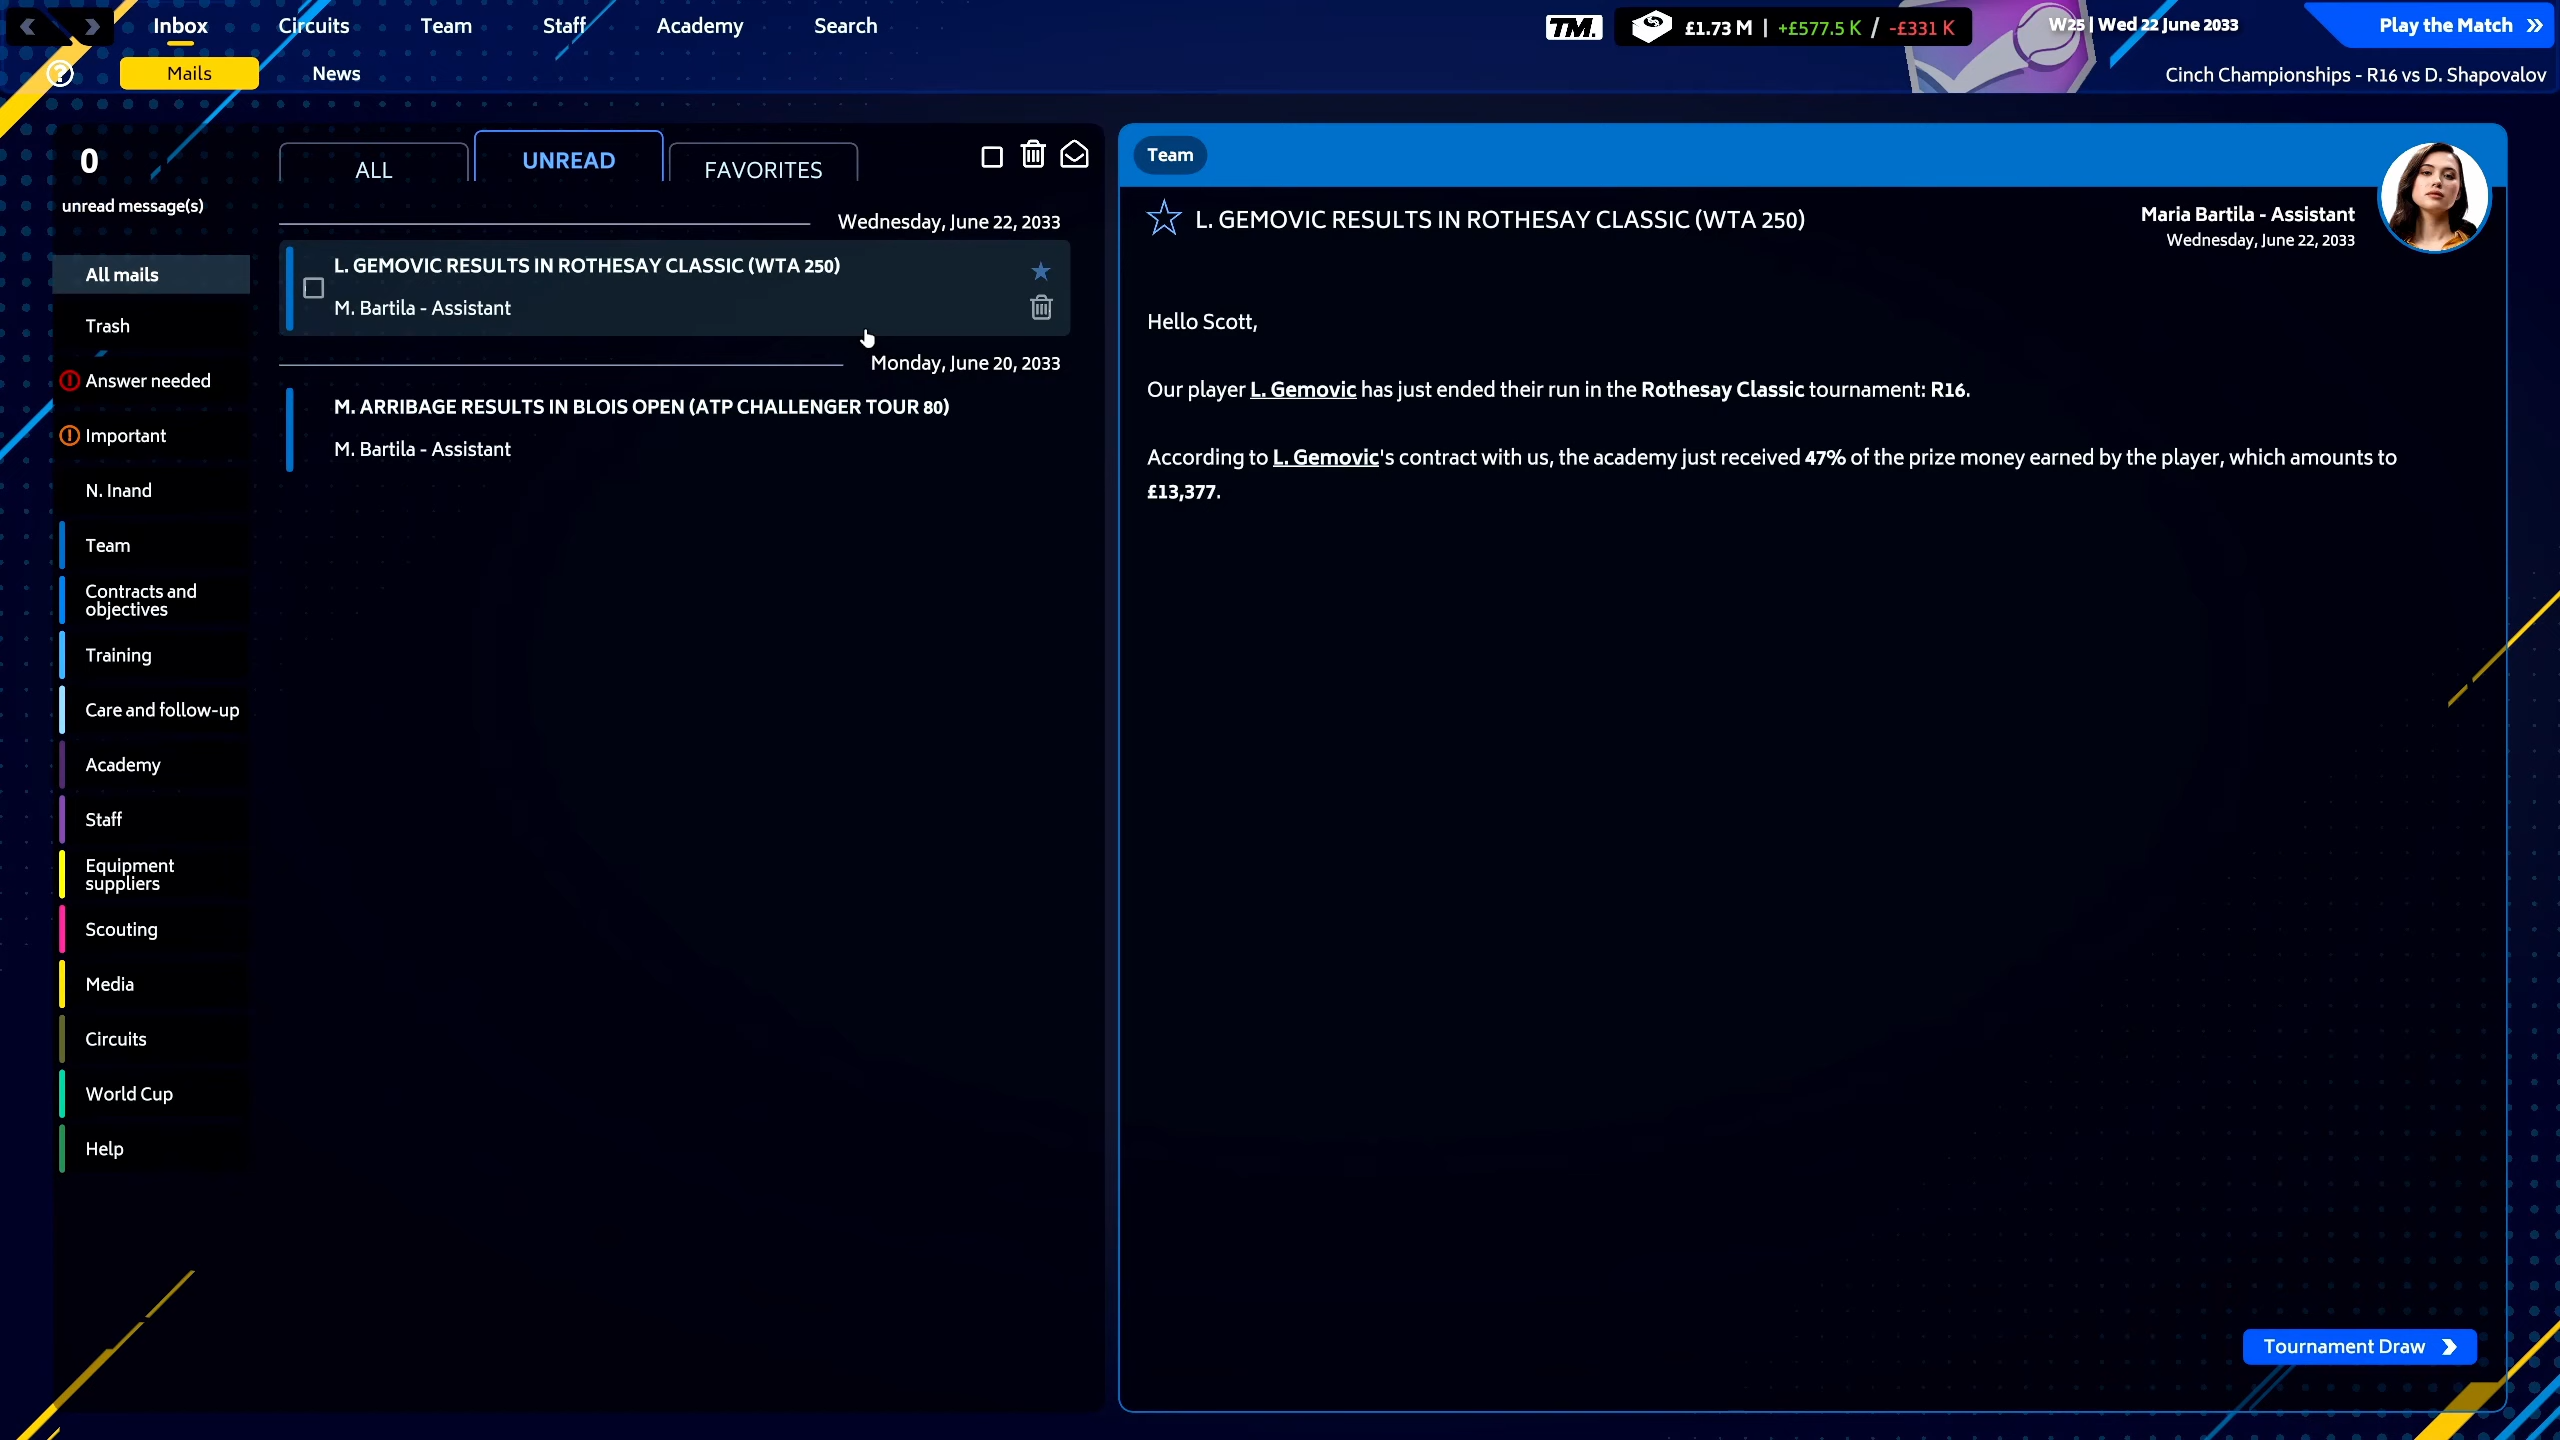 Inbox
Circuits
Team
Staff
Academy
Search
TM.
£1.73 M | +£577.5 K / -£331 K
W25 | Wed 22 June 2033
Play the Match
Mails
News
Cinch Championships - R16 vs D. Shapovalov
0
unread message(s)
All mails
Trash
Answer needed
Important
N. Inand
Team
Contracts and
objectives
Training
Care and follow-up
Academy
Staff
Equipment
suppliers
Scouting
Media
Circuits
World Cup
Help
ALL
UNREAD
FAVORITES
Wednesday, June 22, 2033
L. GEMOVIC RESULTS IN ROTHESAY CLASSIC (WTA 250)
M. Bartila - Assistant
Monday, June 20, 2033
M. ARRIBAGE RESULTS IN BLOIS OPEN (ATP CHALLENGER TOUR 80)
M. Bartila - Assistant
Team
L. GEMOVIC RESULTS IN ROTHESAY CLASSIC (WTA 250)
Maria Bartila - Assistant
Wednesday, June 22, 2033
Hello Scott,
Our player L. Gemovic has just ended their run in the Rothesay Classic tournament: R16.
According to L. Gemovic's contract with us, the academy just received 47% of the prize money earned by the player, which amounts to
£13,377.
Tournament Draw